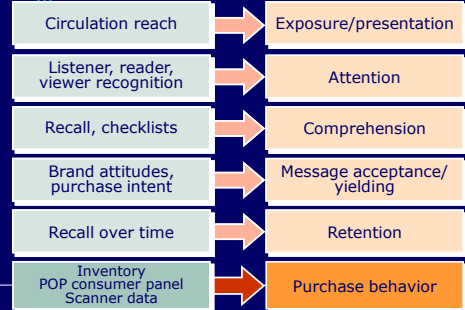 Circulation reach
Exposure/presentation
Listener, reader,
viewer recognition
Attention
Recall, checklists
Comprehension
Brand attitudes,
purchase intent
Message acceptance/
yielding
Recall over time
Retention
Inventory
POP consumer panel
Scanner data
Purchase behavior